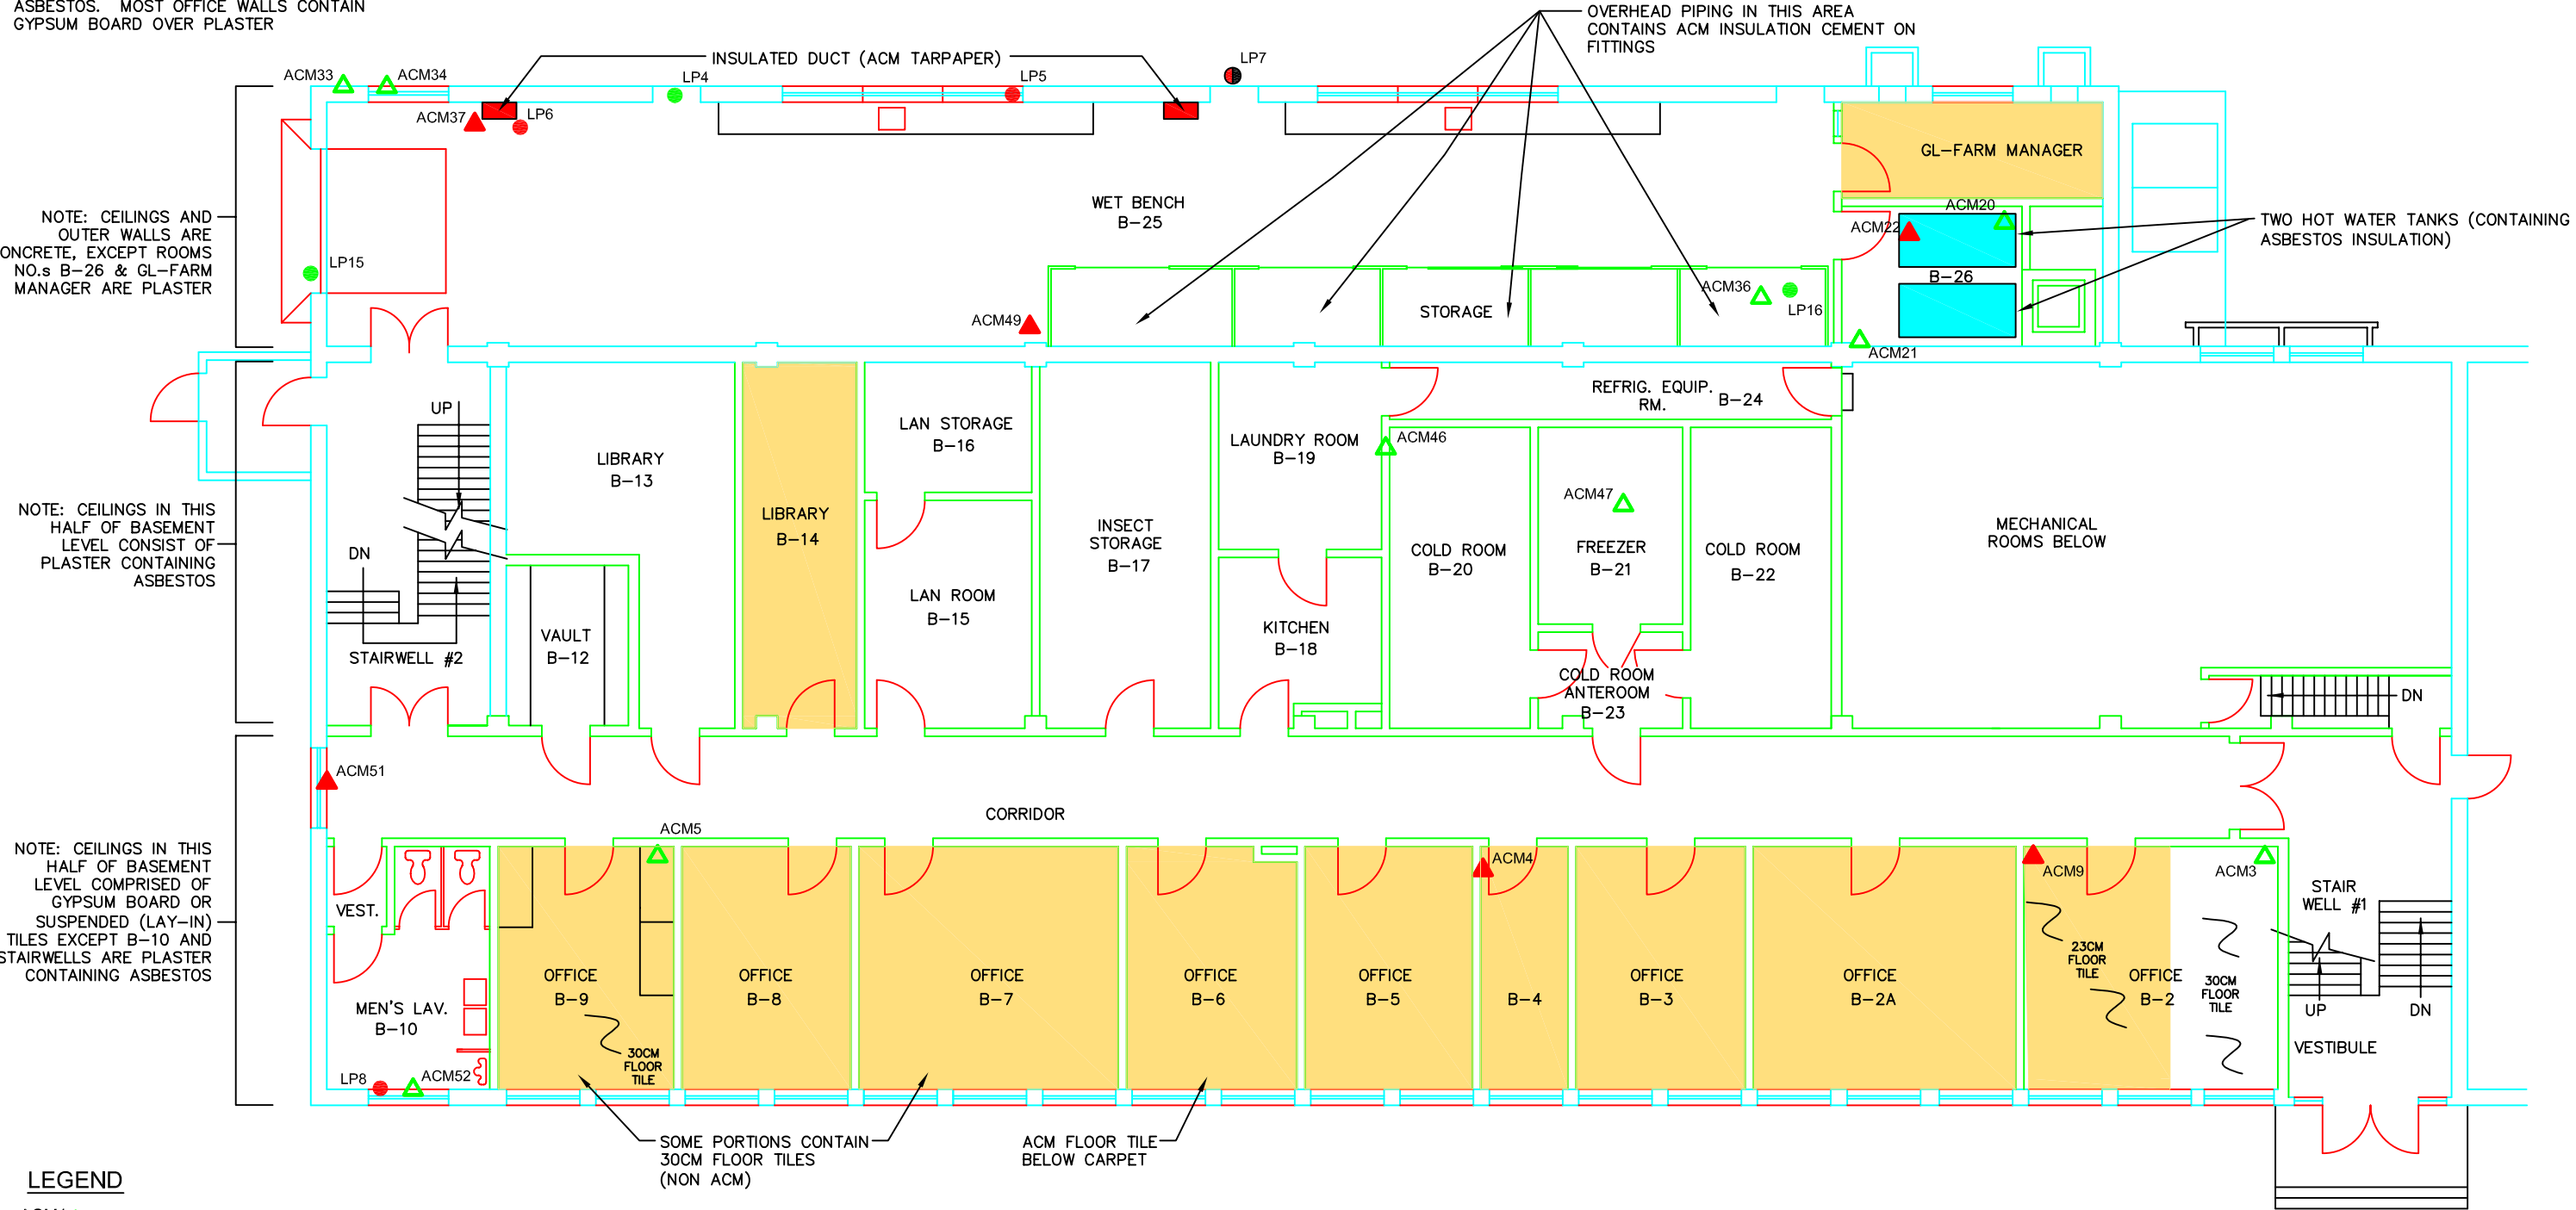 ASBESTOS. MOST OFFICE WALLS CONTAIN
GYPSUM BOARD OVER PLASTER
OVERHEAD PIPING IN THIS AREA
CONTAINS ACM INSULATION CEMENT ON
FITTINGS
INSULATED DUCT (ACM TARPAPER)
ACM33
ACM34
LP4
LP5
LP7
ACM37
LP6
GL-FARM MANAGER
WET BENCH
B-25
NOTE: CEILINGS AND
OUTER WALLS ARE
CONCRETE, EXCEPT ROOMS
NO.s B-26 & GL-FARM
MANAGER ARE PLASTER
LP15
ACM20
ACM22
TWO HOT WATER TANKS (CONTAINING
ASBESTOS INSULATION)
B-26
ACM36
LP16
STORAGE
ACM49
ACM21
UP
LIBRARY
B-13
LIBRARY
B-14
LAN STORAGE
B-16
LAN ROOM
B-15
INSECT
STORAGE
B-17
LAUNDRY ROOM
B-19
KITCHEN
B-18
REFRIG. EQUIP.
RM.
B-24
ACM46
ACM47
COLD ROOM
B-20
FREEZER
B-21
COLD ROOM
B-22
COLD ROOM
ANTEROOM
B-23
MECHANICAL
ROOMS BELOW
DN
NOTE: CEILINGS IN THIS
HALF OF BASEMENT
LEVEL CONSIST OF
PLASTER CONTAINING
ASBESTOS
DN
STAIRWELL #2
VAULT
B-12
ACM51
CORRIDOR
ACM5
ACM4
ACM9
ACM3
NOTE: CEILINGS IN THIS
HALF OF BASEMENT
LEVEL COMPRISED OF
GYPSUM BOARD OR
SUSPENDED (LAY-IN)
TILES EXCEPT B-10 AND
STAIRWELLS ARE PLASTER
CONTAINING ASBESTOS
VEST.
MEN'S LAV.
B-10
LP8
ACM52
OFFICE
B-9
30CM
FLOOR
TILE
OFFICE
B-8
OFFICE
B-7
OFFICE
B-6
OFFICE
B-5
B-4
OFFICE
B-3
OFFICE
B-2A
23CM
FLOOR
TILE
OFFICE
B-2
30CM
FLOOR
TILE
STAIR
WELL #1
UP
DN
VESTIBULE
SOME PORTIONS CONTAIN
30CM FLOOR TILES
(NON ACM)
ACM FLOOR TILE
BELOW CARPET
LEGEND